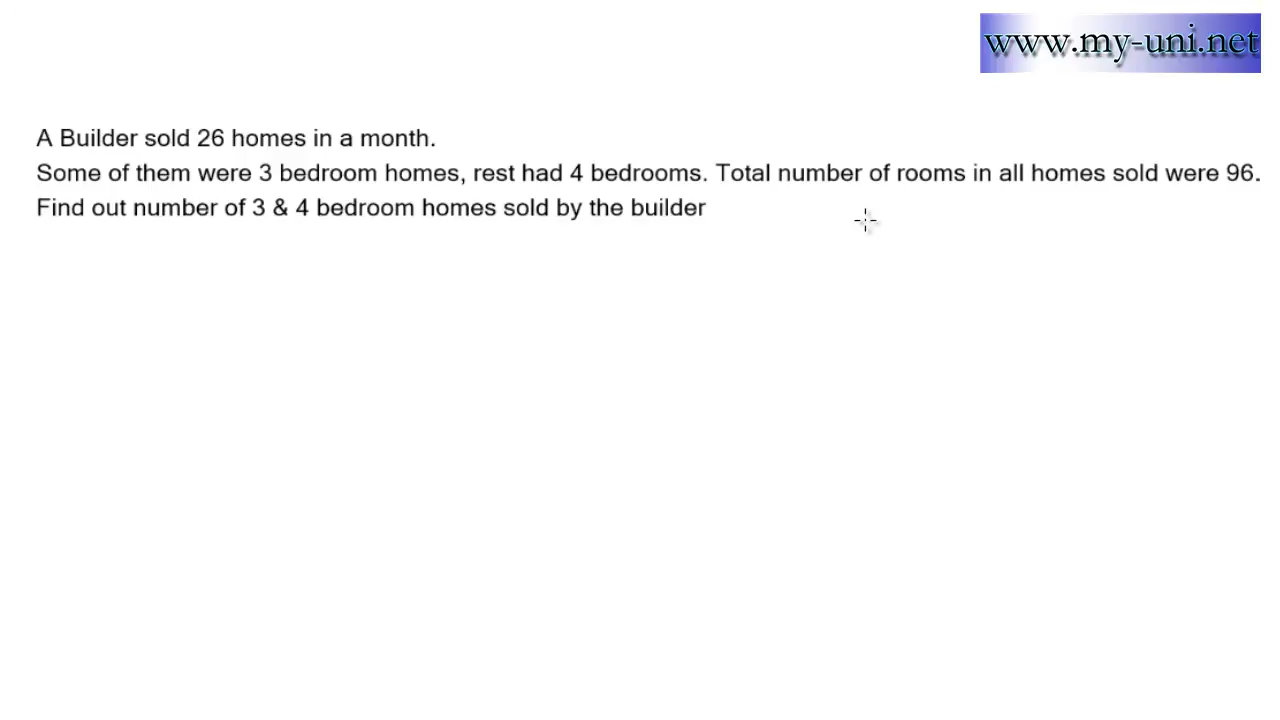 www.my-uni.net
A Builder sold 26 homes in a month.
Some of them were 3 bedroom homes, rest had 4 bedrooms. Total number of rooms in all homes sold were 96.
Find out number of 3 & 4 bedroom homes sold by the builder